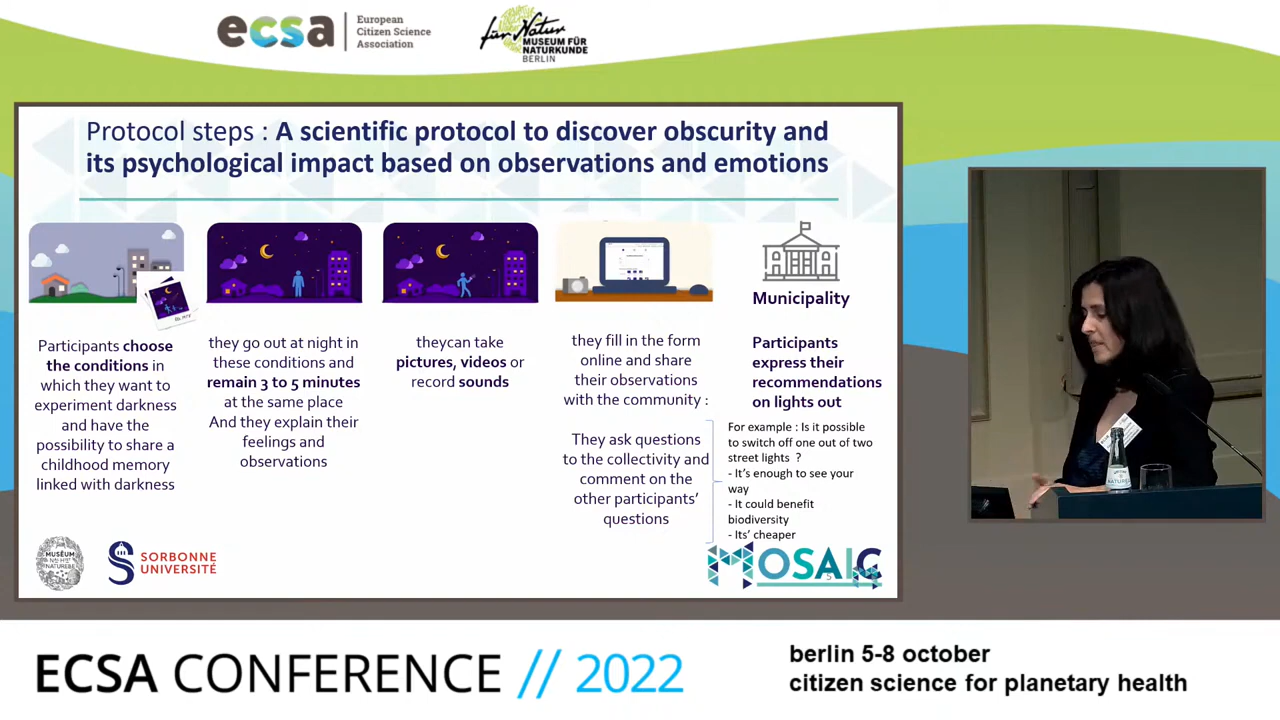 ecsa
European
Citizen Science
Association
für Natur
MUSEUM FÜR
NATURKUNDE
BERLIN
Protocol steps : A scientific protocol to discover obscurity and
its psychological impact based on observations and emotions
Municipality
Participants choose
the conditions in
which they want to
experiment darkness
and have the
possibility to share a
childhood memory
linked with darkness
they go out at night in
these conditions and
remain 3 to 5 minutes
at the same place
And they explain their
feelings and
observations
theycan take
pictures, videos or
record sounds
they fill in the form
online and share
their observations
with the community :
They ask questions
to the collectivity and
comment on the
other participants’
questions
Participants
express their
recommendations
on lights out
For example : Is it possible
to switch off one out of two
street lights ?
- It’s enough to see your
way
- It could benefit
biodiversity
- Its’ cheaper
MUSÉUM
SORBONNE
UNIVERSITÉ
MOSAIC
5
ECSA CONFERENCE // 2022
berlin 5-8 october
citizen science for planetary health